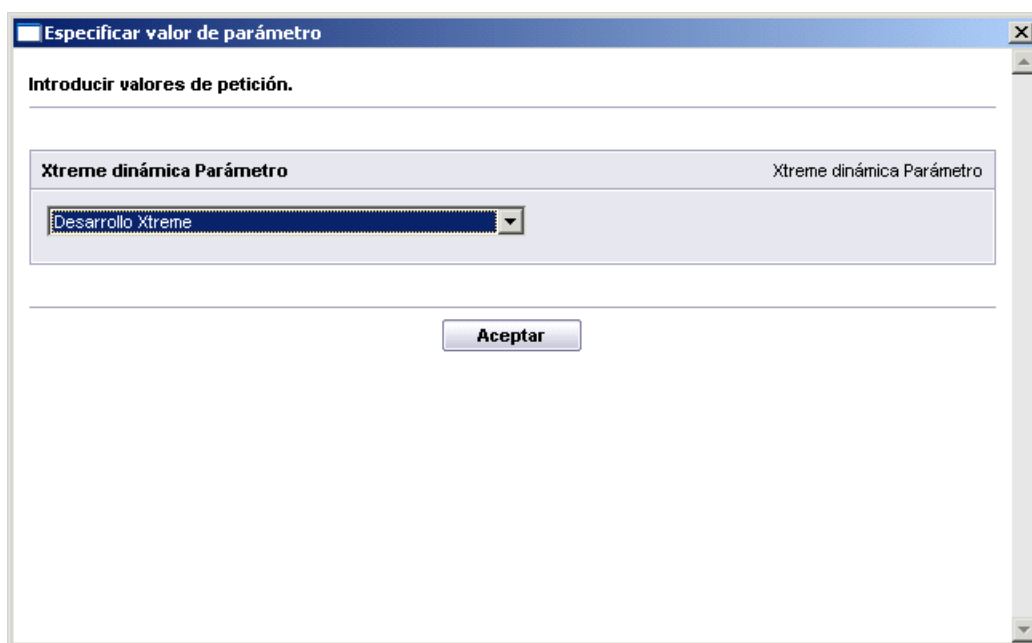 Especificar valor de parámetro
Introducir valores de petición.
Xtreme dinámica Parámetro Xtreme dinámica Parámetro
Desarrollo Xtreme
Aceptar